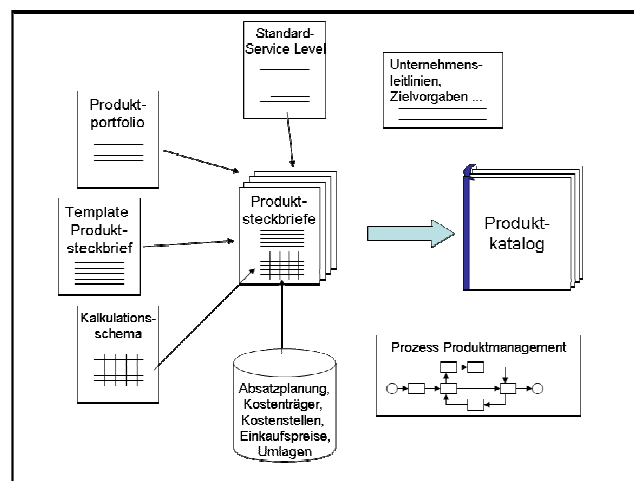 Standard-
Service Level
Unternehmens-
leitlinien,
Zielvorgaben ...
Produkt-
portfolio
Produkt-
steckbriefe
Template
Produkt-
steckbrief
Produkt-
katalog
Kalkulations-
schema
Prozess Produktmanagement
Absatzplanung,
Kostenträger,
Kostenstellen,
Einkaufspreise,
Umlagen